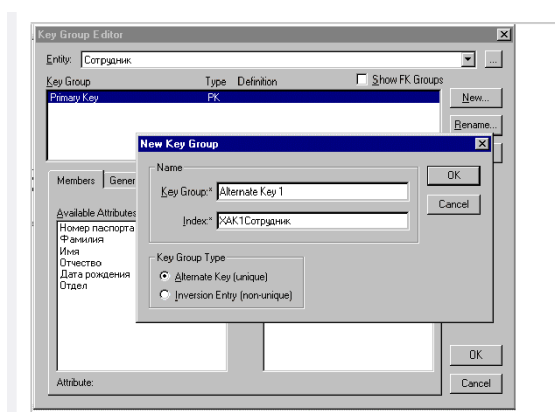 Key Group Editor
Entity: Сотрудник ...
Key Group Type Definition Show FK Groups
Primary Key PK
New...
Rename...
New Key Group
Name
Key Group:* Alternate Key 1
Index:* XAK1Сотрудник
OK
Cancel
Key Group Type
Alternate Key (unique)
Inversion Entry (non-unique)
Members Gener
Available Attributes
Номер паспорта
Фамилия
Имя
Отчество
Дата рождения
Отдел
Attribute:
OK
Cancel